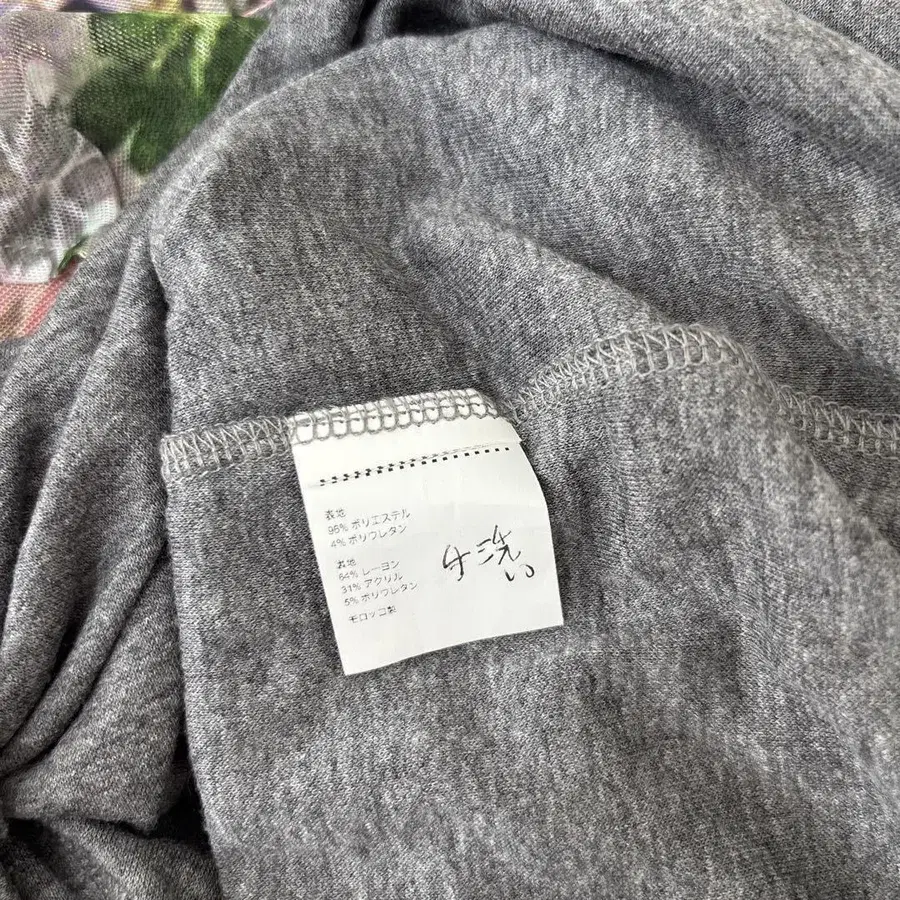 表地
96% ポリエステル
4% ポリウレタン
表地
64% レーヨン
31% アクリル
5% ポリウレタン
モロッコ製
手洗
い